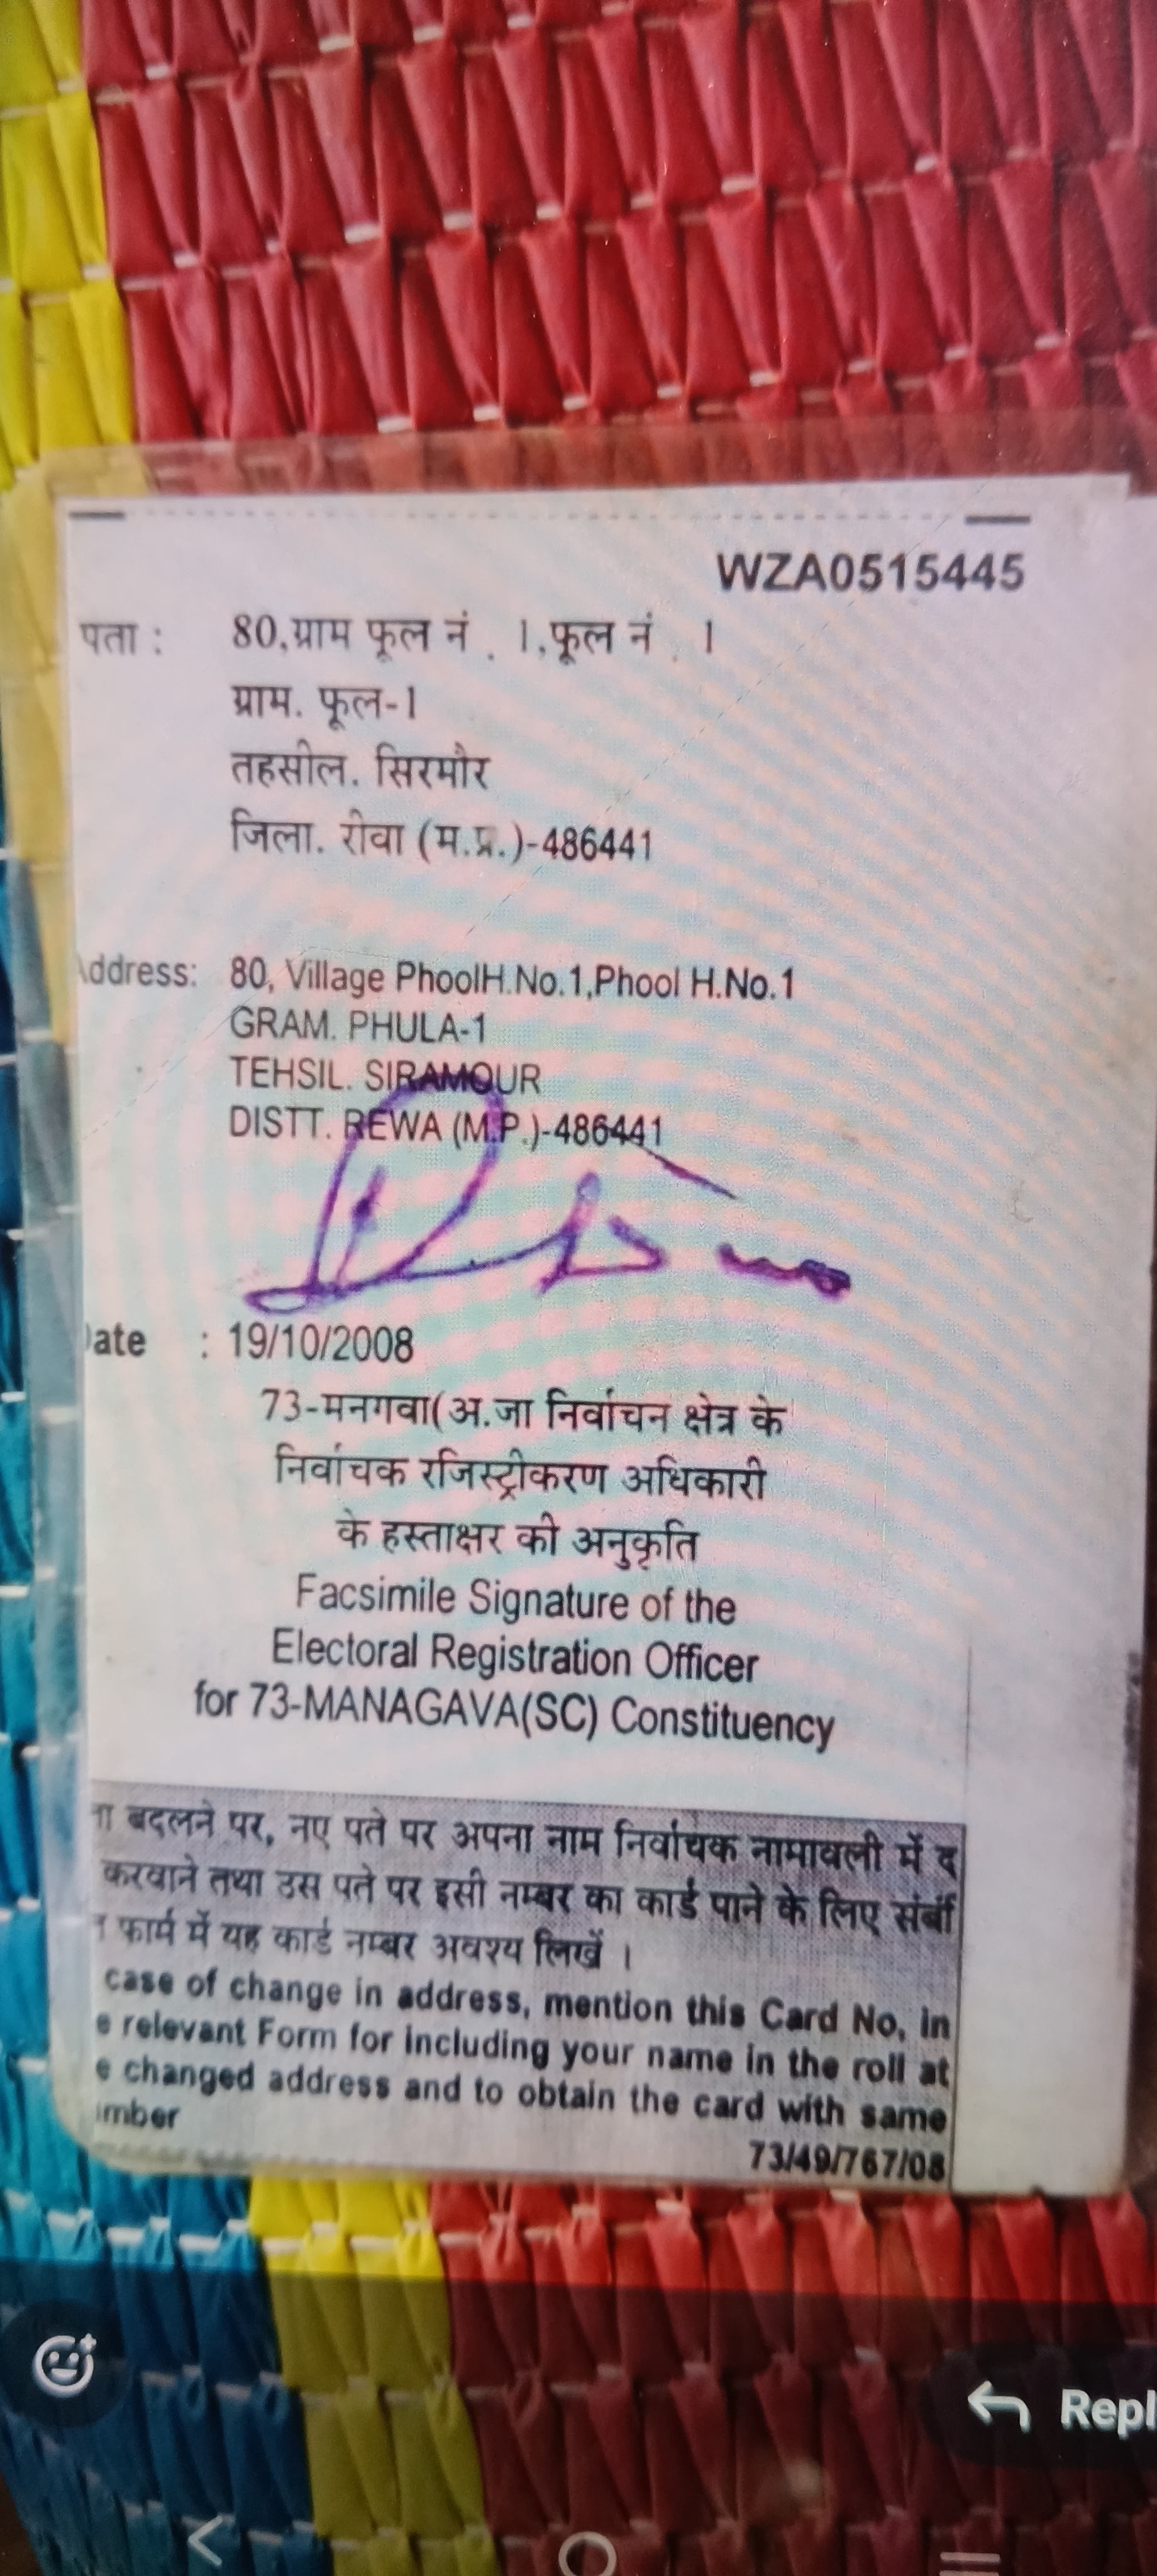 WZA0515445
पता : 80,ग्राम फूल नं . 1,फूल नं . 1
ग्राम. फूल-1
तहसील. सिरमौर
जिला. रीवा (म.प्र.)-486441
Address: 80, Village PhoolH.No.1,Phool H.No.1
GRAM. PHULA-1
TEHSIL. SIRAMOUR
DISTT. REWA (M.P.)-486441
Date : 19/10/2008
73-मनगवा(अ.जा निर्वाचन क्षेत्र के
निर्वाचक रजिस्ट्रीकरण अधिकारी
के हस्ताक्षर की अनुकृति
Facsimile Signature of the
Electoral Registration Officer
for 73-MANAGAVA(SC) Constituency
बदलने पर, नए पते पर अपना नाम निर्वाचक नामावली में द
करवाने तथा उस पते पर इसी नम्बर का कार्ड पाने के लिए संबं
फार्म में यह कार्ड नम्बर अवश्य लिखें ।
case of change in address, mention this Card No. in
e relevant Form for including your name in the roll at
e changed address and to obtain the card with same
mber
73/49/767/08
Repl